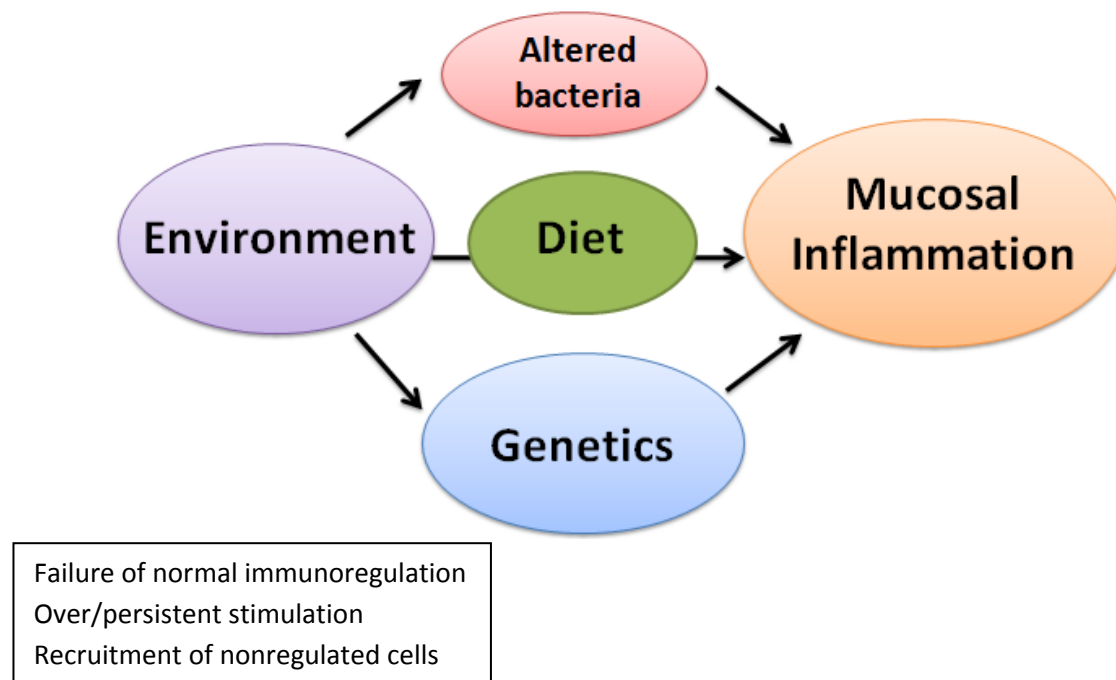 Altered
bacteria
Environment
Diet
Mucosal
Inflammation
Genetics
Failure of normal immunoregulation
Over/persistent stimulation
Recruitment of nonregulated cells